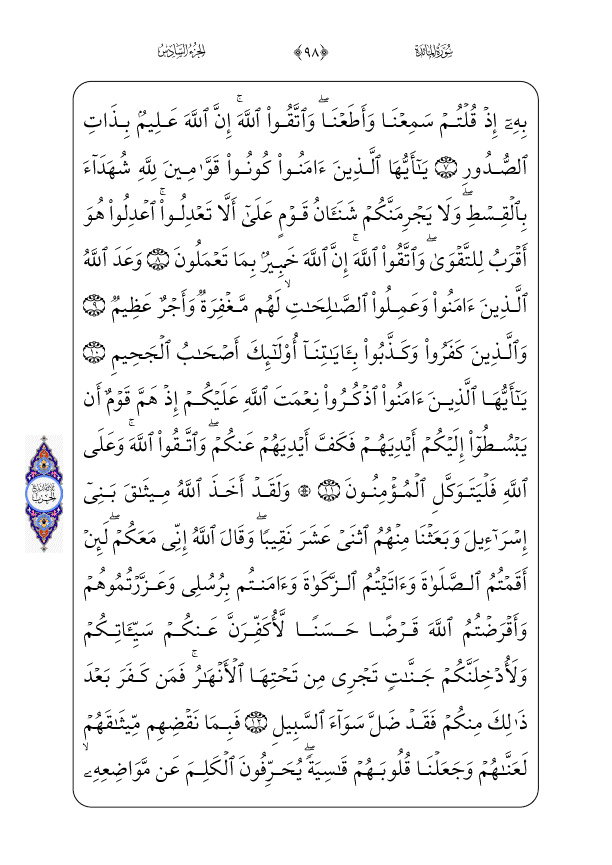 سُورَةُ المَائِدَة ﴿٩٨﴾ الجُزْءُ السَّادِسُ
بِهِۦٓ إِذۡ قُلۡتُمۡ سَمِعۡنَا وَأَطَعۡنَاۖ وَٱتَّقُواْ ٱللَّهَۚ إِنَّ ٱللَّهَ عَلِيمُۢ بِذَاتِ
ٱلصُّدُورِ ٧ يَٰٓأَيُّهَا ٱلَّذِينَ ءَامَنُواْ كُونُواْ قَوَّٰمِينَ لِلَّهِ شُهَدَآءَ
بِٱلۡقِسۡطِۖ وَلَا يَجۡرِمَنَّكُمۡ شَنَـَٔانُ قَوۡمٍ عَلَىٰٓ أَلَّا تَعۡدِلُواْۚ ٱعۡدِلُواْ هُوَ
أَقۡرَبُ لِلتَّقۡوَىٰۖ وَٱتَّقُواْ ٱللَّهَۚ إِنَّ ٱللَّهَ خَبِيرُۢ بِمَا تَعۡمَلُونَ ٨ وَعَدَ ٱللَّهُ
ٱلَّذِينَ ءَامَنُواْ وَعَمِلُواْ ٱلصَّٰلِحَٰتِۙ لَهُم مَّغۡفِرَةٞ وَأَجۡرٌ عَظِيمٞ ٩
وَٱلَّذِينَ كَفَرُواْ وَكَذَّبُواْ بِـَٔايَٰتِنَآ أُوْلَٰٓئِكَ أَصۡحَٰبُ ٱلۡجَحِيمِ ١٠
يَٰٓأَيُّهَا ٱلَّذِينَ ءَامَنُواْ ٱذۡكُرُواْ نِعۡمَتَ ٱللَّهِ عَلَيۡكُمۡ إِذۡ هَمَّ قَوۡمٌ أَن
يَبۡسُطُوٓاْ إِلَيۡكُمۡ أَيۡدِيَهُمۡ فَكَفَّ أَيۡدِيَهُمۡ عَنكُمۡۖ وَٱتَّقُواْ ٱللَّهَۚ وَعَلَى
ٱللَّهِ فَلۡيَتَوَكَّلِ ٱلۡمُؤۡمِنُونَ ١١ ۞ وَلَقَدۡ أَخَذَ ٱللَّهُ مِيثَٰقَ بَنِيٓ
إِسۡرَٰٓءِيلَ وَبَعَثۡنَا مِنۡهُمُ ٱثۡنَيۡ عَشَرَ نَقِيبٗاۖ وَقَالَ ٱللَّهُ إِنِّي مَعَكُمۡۖ لَئِنۡ
أَقَمۡتُمُ ٱلصَّلَوٰةَ وَءَاتَيۡتُمُ ٱلزَّكَوٰةَ وَءَامَنتُم بِرُسُلِي وَعَزَّرۡتُمُوهُمۡ
وَأَقۡرَضۡتُمُ ٱللَّهَ قَرۡضًا حَسَنٗا لَّأُكَفِّرَنَّ عَنكُمۡ سَيِّـَٔاتِكُمۡ
وَلَأُدۡخِلَنَّكُمۡ جَنَّٰتٖ تَجۡرِي مِن تَحۡتِهَا ٱلۡأَنۡهَٰرُۚ فَمَن كَفَرَ بَعۡدَ
ذَٰلِكَ مِنكُمۡ فَقَدۡ ضَلَّ سَوَآءَ ٱلسَّبِيلِ ١٢ فَبِمَا نَقۡضِهِم مِّيثَٰقَهُمۡ
لَعَنَّٰهُمۡ وَجَعَلۡنَا قُلُوبَهُمۡ قَٰسِيَةٗۖ يُحَرِّفُونَ ٱلۡكَلِمَ عَن مَّوَاضِعِهِۦۙ